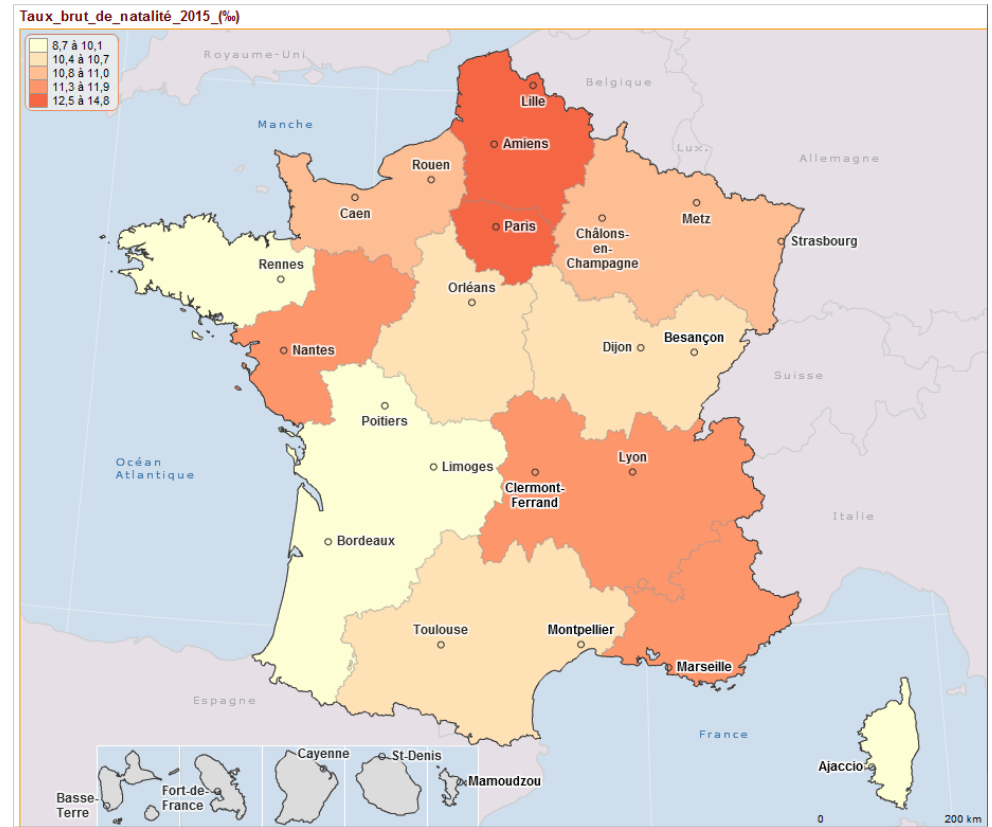 Taux_brut_de_natalité_2015_(‰)
8,7 à 10,1
10,4 à 10,7
10,8 à 11,0
11,3 à 11,9
12,5 à 14,8
Royaume-Uni
Belgique
Lille
Manche
Amiens
Lux.
Allemagne
Rouen
Caen
Metz
Paris
Châlons-
en-
Champagne
Strasbourg
Rennes
Orléans
Nantes
Dijon
Besançon
Suisse
Poitiers
Océan
Atlantique
Limoges
Lyon
Clermont-
Ferrand
Italie
Bordeaux
Toulouse
Montpellier
Marseille
Espagne
France
Cayenne
St-Denis
Ajaccio
Mamoudzou
Basse-
Terre
Fort-de-
France
0
200 km